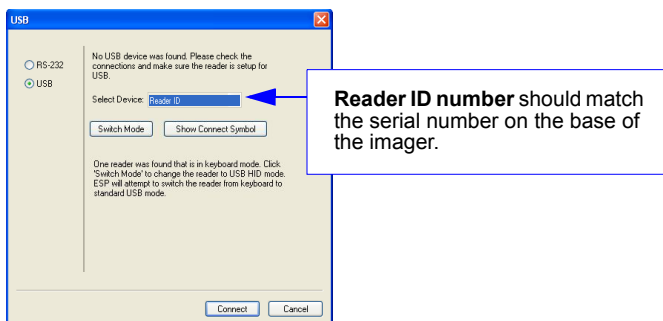 USB
RS-232
USB
No USB device was found. Please check the
connections and make sure the reader is setup for
USB.
Select Device: Reader ID
Switch Mode Show Connect Symbol
One reader was found that is in keyboard mode. Click
'Switch Mode' to change the reader to USB HID mode.
ESP will attempt to switch the reader from keyboard to
standard USB mode.
Connect Cancel
Reader ID number should match
the serial number on the base of
the imager.